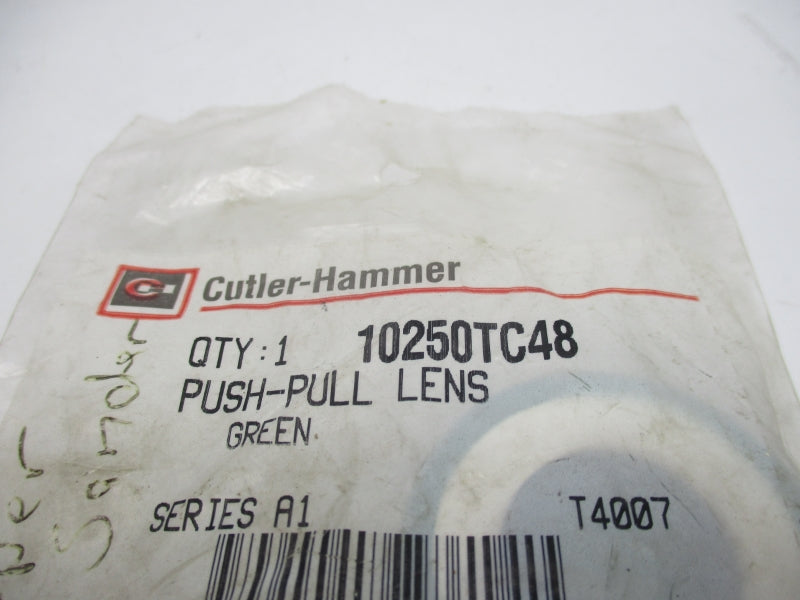 Cutler-Hammer
QTY:1 10250TC48
PUSH-PULL LENS
GREEN
SERIES A1 T4007